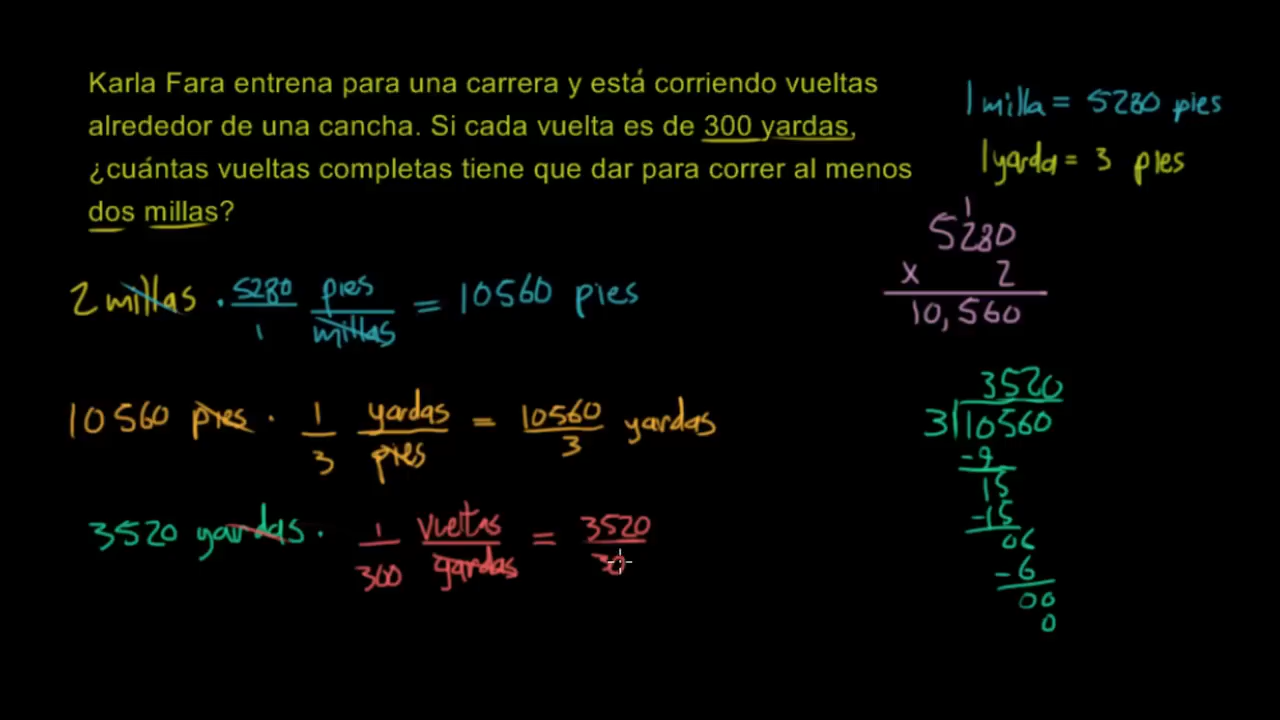 Karla Fara entrena para una carrera y está corriendo vueltas
alrededor de una cancha. Si cada vuelta es de 300 yardas,
¿cuántas vueltas completas tiene que dar para correr al menos
dos millas?
1 milla = 5280 pies
1 yarda = 3 pies
1
5280
x 2
10,560
2 millas · 5280/1 pies/millas = 10560 pies
10560 pies · 1/3 yardas/pies = 10560/3 yardas
3520 yardas · 1/300 vueltas/yardas = 3520/30
3520
3 10560
-9
15
-15
06
-6
00
0